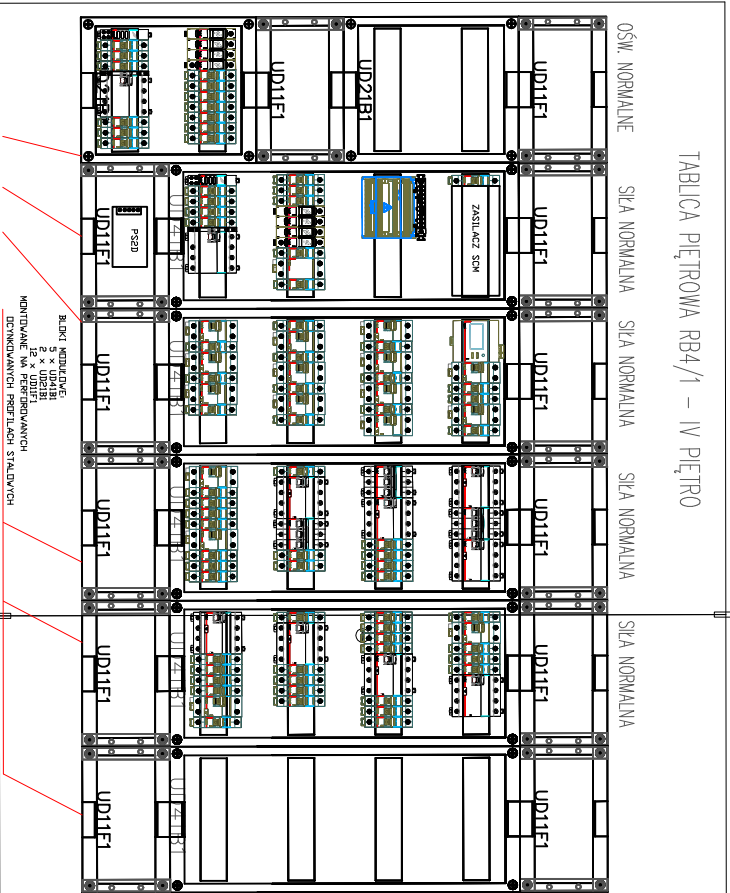 TABLICA PIĘTROWA RB4/1 – IV PIĘTRO
OŚW. NORMALNE
SIŁA NORMALNA
SIŁA NORMALNA
SIŁA NORMALNA
SIŁA NORMALNA
UD11F1
UD11F1
UD11F1
UD11F1
UD11F1
UD11F1
ZASILACZ SCM
UD21B1
UD11F1
UD41B1
UD41B1
UD41B1
UD41B1
UD41B1
UD21B1
PS2D
UD11F1
UD11F1
UD11F1
UD11F1
UD11F1
BLOKI MODUŁOWE:
5 x UD41B1
2 x UD21B1
12 x UD11F1
MONTOWANE NA PERFOROWANYCH
OCYNKOWANYCH PROFILACH STALOWYCH